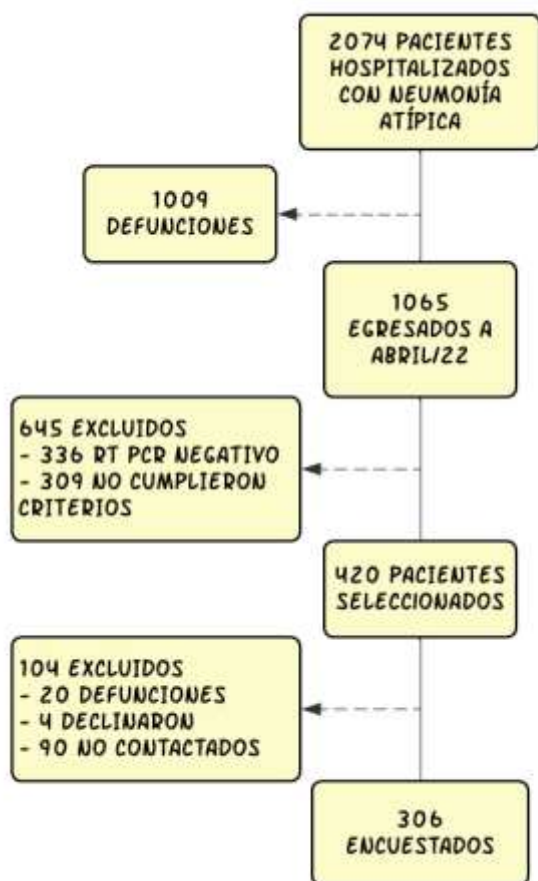 2074 PACIENTES
HOSPITALIZADOS
CON NEUMONÍA
ATÍPICA
1009
DEFUNCIONES
1065
EGRESADOS A
ABRIL/22
645 EXCLUIDOS
- 336 RT PCR NEGATIVO
- 309 NO CUMPLIERON
CRITERIOS
420 PACIENTES
SELECCIONADOS
104 EXCLUIDOS
- 20 DEFUNCIONES
- 4 DECLINARON
- 90 NO CONTACTADOS
306
ENCUESTADOS